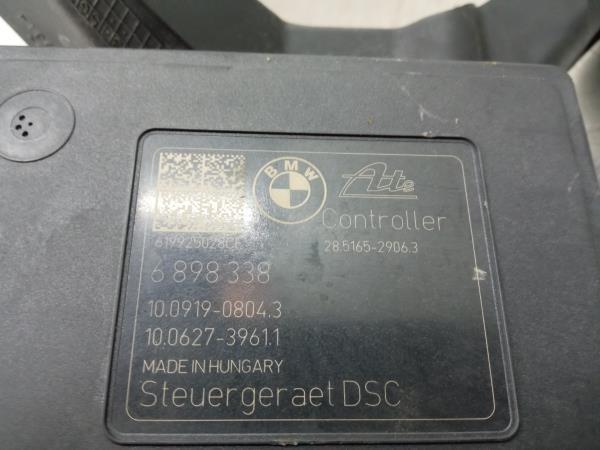 BMW
Ate
Controller
619925028CF
28.5165-2906.3
6 898 338
10.0919-0804.3
10.0627-3961.1
MADE IN HUNGARY
Steuergeraet DSC